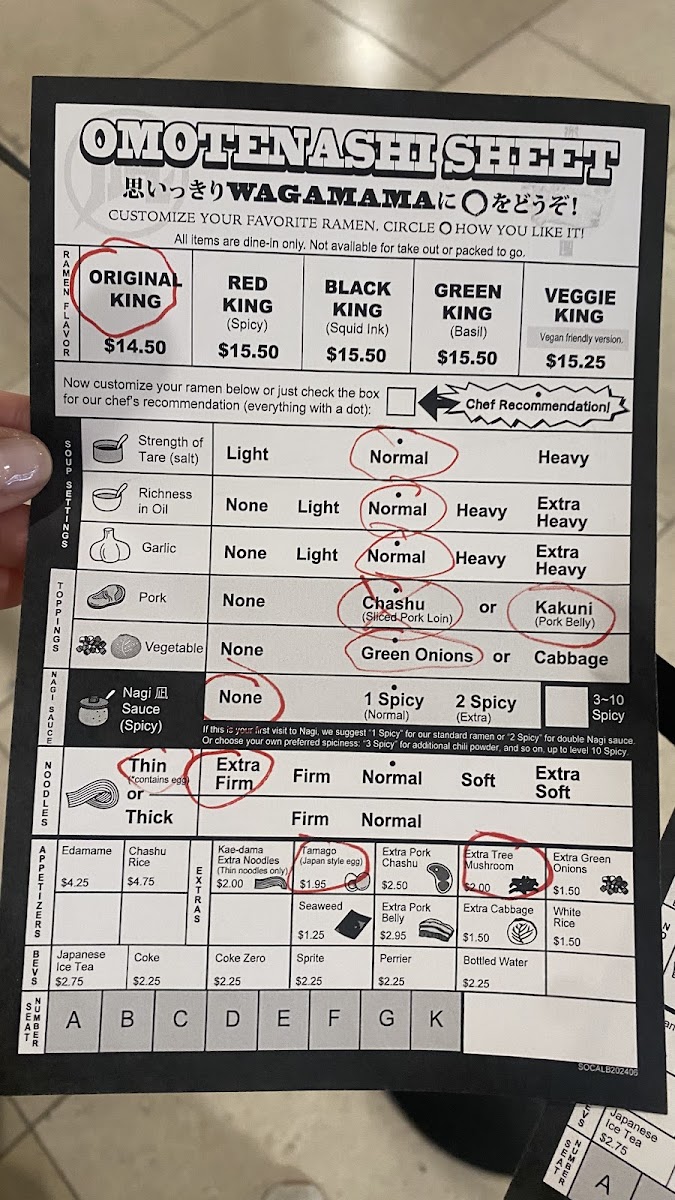 OMOTENASHI SHEET
思いっきりWAGAMAMAに○をどうぞ!
CUSTOMIZE YOUR FAVORITE RAMEN. CIRCLE O HOW YOU LIKE IT!
All items are dine-in only. Not available for take out or packed to go.
RAMEN FLAVOR
ORIGINAL KING
$14.50
RED KING
(Spicy)
$15.50
BLACK KING
(Squid Ink)
$15.50
GREEN KING
(Basil)
$15.50
VEGGIE KING
Vegan friendly version.
$15.25
Now customize your ramen below or just check the box
for our chef's recommendation (everything with a dot):
Chef Recommendation!
SOUP SETTINGS
Strength of Tare (salt)
Light Normal Heavy
Richness in Oil
None Light Normal Heavy Extra Heavy
Garlic
None Light Normal Heavy Extra Heavy
TOPPINGS
Pork
None Chashu (Sliced Pork Loin) or Kakuni (Pork Belly)
Vegetable
None Green Onions or Cabbage
NAGI SAUCE
Nagi 凪 Sauce (Spicy)
None 1 Spicy (Normal) 2 Spicy (Extra) 3~10 Spicy
If this is your first visit to Nagi, we suggest "1 Spicy" for our standard ramen or "2 Spicy" for double Nagi sauce.
Or choose your own preferred spiciness: "3 Spicy" for additional chili powder, and so on, up to level 10 Spicy.
NOODLES
Thin
(*contains egg)
or
Thick
Extra Firm Firm Normal Soft Extra Soft
Firm Normal
APPETIZERS
Edamame
$4.25
Chashu Rice
$4.75
EXTRAS
Kae-dama
Extra Noodles
(Thin noodles only)
$2.00
Tamago
(Japan style egg)
$1.95
Extra Pork Chashu
$2.50
Extra Tree Mushroom
$2.00
Extra Green Onions
$1.50
Seaweed
$1.25
Extra Pork Belly
$2.95
Extra Cabbage
$1.50
White Rice
$1.50
BEVS
Japanese Ice Tea
$2.75
Coke
$2.25
Coke Zero
$2.25
Sprite
$2.25
Perrier
$2.25
Bottled Water
$2.25
SEAT NUMBER
A B C D E F G K
SOCALB202406
Japanese
Ice Tea
$2.75
A